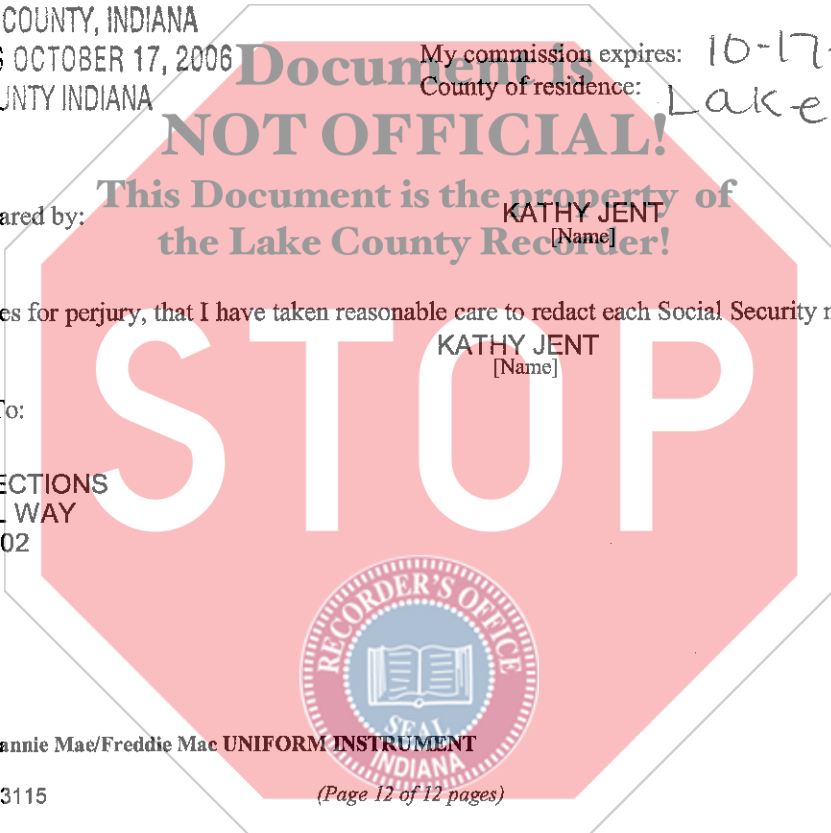 COUNTY, INDIANA
OCTOBER 17, 2006
UNTY INDIANA
My commission expires: 10-17-
County of residence: Lake
Document is
NOT OFFICIAL!
This Document is the property of
the Lake County Recorder!
ared by:
KATHY JENT
[Name]
es for perjury, that I have taken reasonable care to redact each Social Security
KATHY JENT
[Name]
To:
ECTIONS
WAY
02
STOP
RECORDER'S OFFICE
SEAL
INDIANA
annie Mae/Freddie Mac UNIFORM INSTRUMENT
3115
(Page 12 of 12 pages)